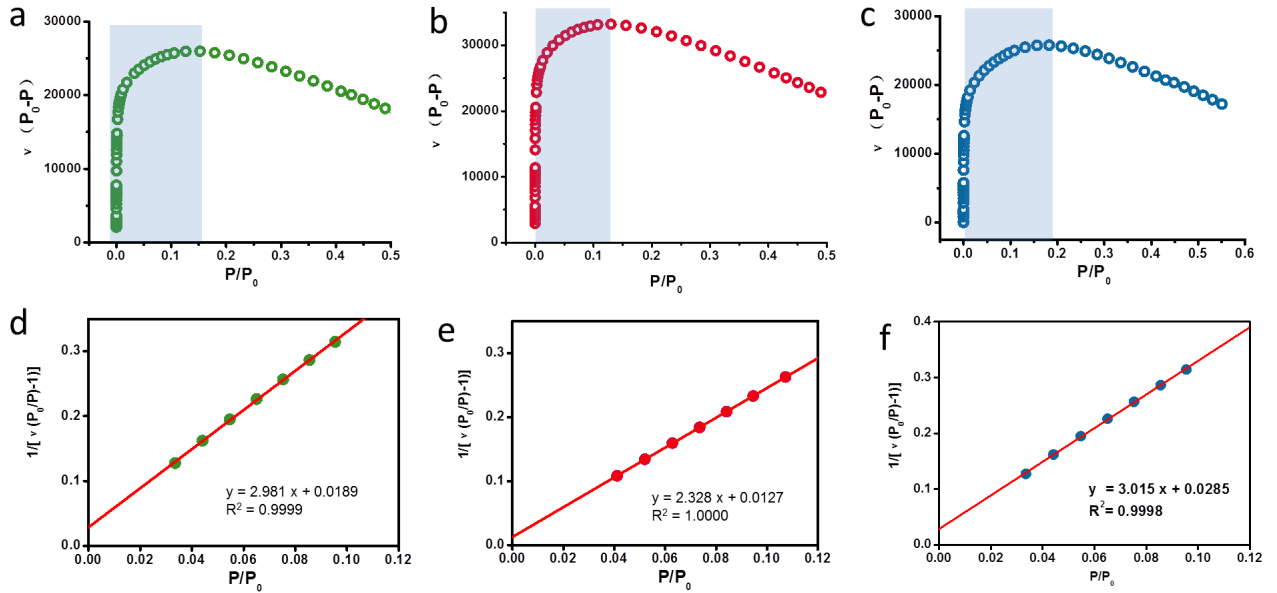 a
30000
20000
10000
0
ν （P₀-P)
0.0 0.1 0.2 0.3 0.4 0.5
P/P₀
b
30000
20000
10000
0
ν （P₀-P)
0.0 0.1 0.2 0.3 0.4 0.5
P/P₀
c
30000
20000
10000
0
ν （P₀-P)
0.0 0.1 0.2 0.3 0.4 0.5 0.6
P/P₀
d
0.3
0.2
0.1
0.0
1/[ ν (P₀/P)-1)]
y = 2.981 x + 0.0189
R² = 0.9999
0.00 0.02 0.04 0.06 0.08 0.10 0.12
P/P₀
e
0.3
0.2
0.1
0.0
1/[ ν (P₀/P)-1)]
y = 2.328 x + 0.0127
R² = 1.0000
0.00 0.02 0.04 0.06 0.08 0.10 0.12
P/P₀
f
0.4
0.3
0.2
0.1
0.0
1/[ ν (P₀/P)-1)]
y = 3.015 x + 0.0285
R²= 0.9998
0.00 0.02 0.04 0.06 0.08 0.10 0.12
P/P₀